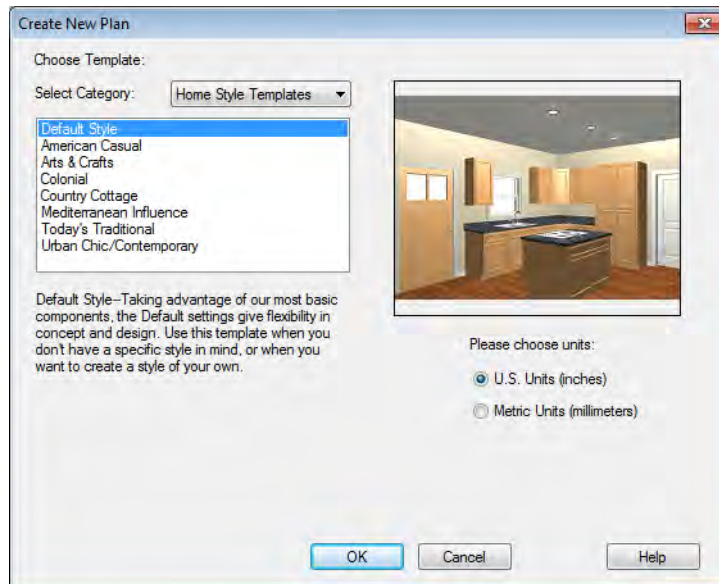 Create New Plan
Choose Template:
Select Category:
Home Style Templates
Default Style
American Casual
Arts & Crafts
Colonial
Country Cottage
Mediterranean Influence
Today's Traditional
Urban Chic/Contemporary
Default Style–Taking advantage of our most basic
components, the Default settings give flexibility in
concept and design. Use this template when you
don't have a specific style in mind, or when you
want to create a style of your own.
Please choose units:
U.S. Units (inches)
Metric Units (millimeters)
OK
Cancel
Help